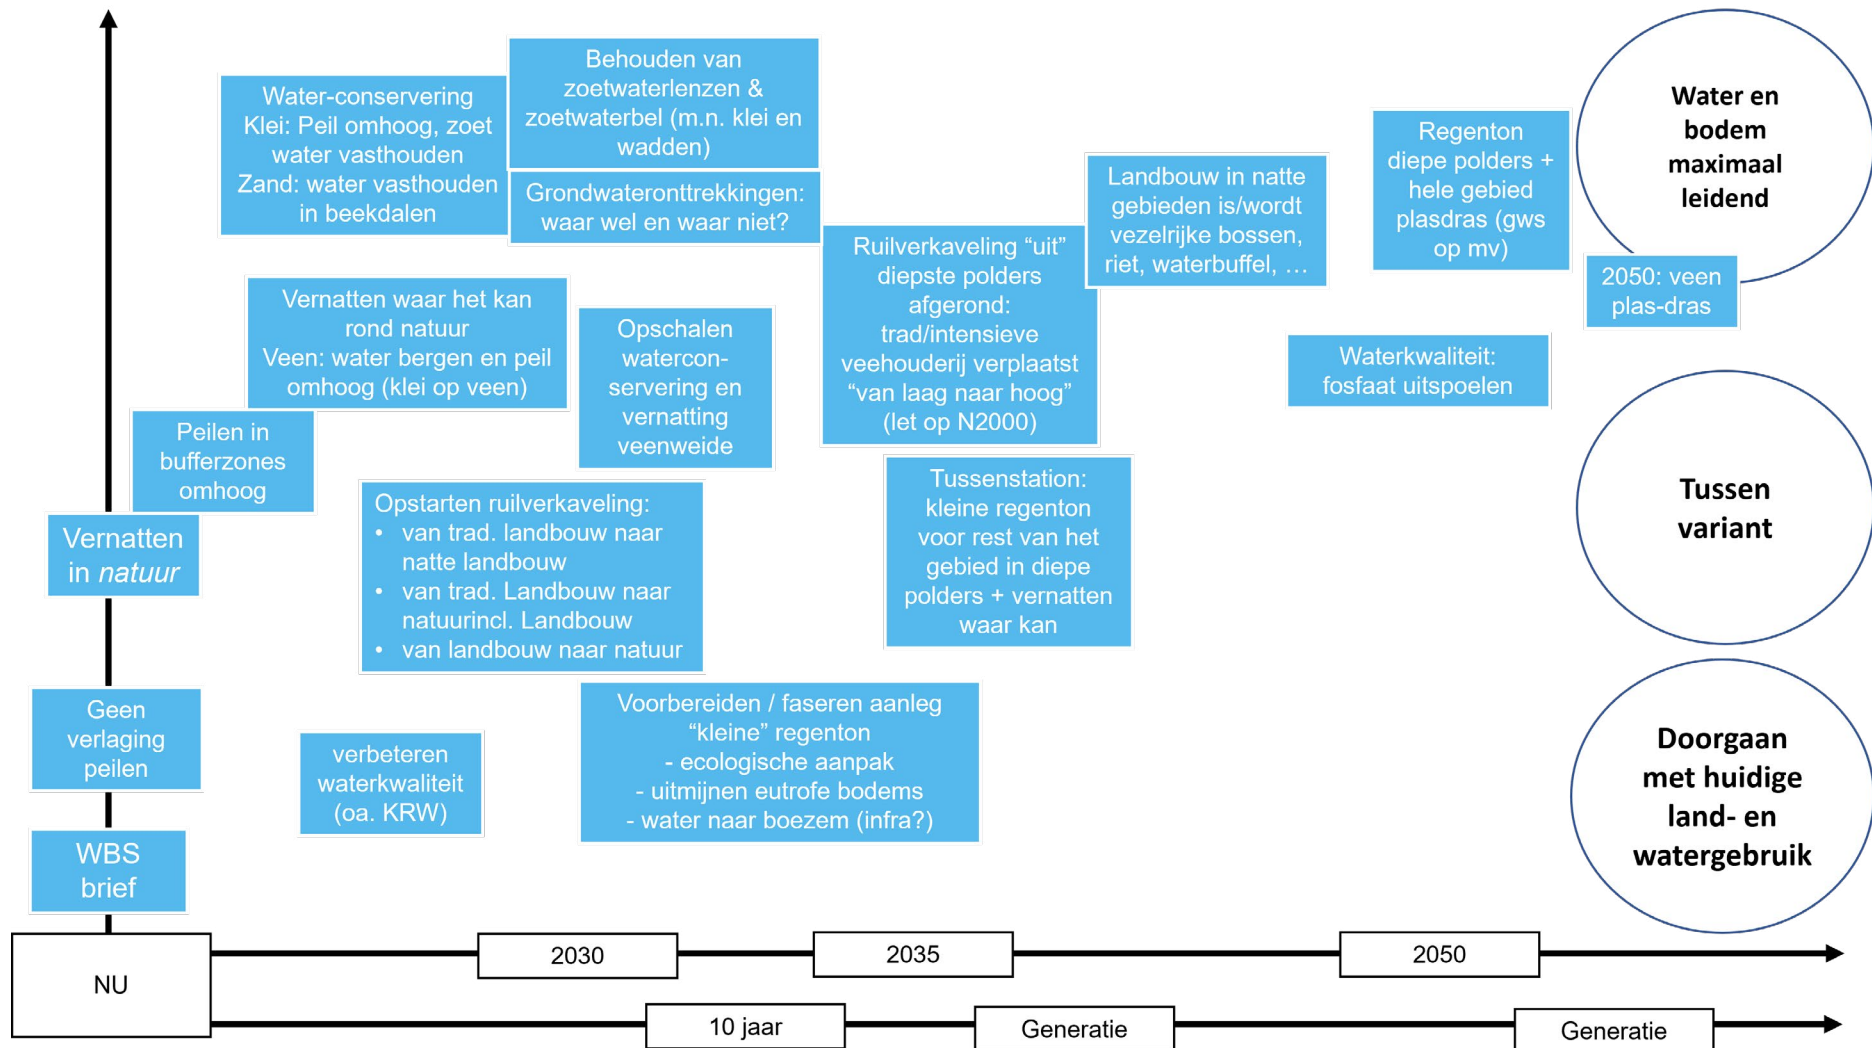 Water-conservering
Klei: Peil omhoog, zoet
water vasthouden
Zand: water vasthouden
in beekdalen
Behouden van
zoetwaterlenzen &
zoetwaterbel (m.n. klei en
wadden)
Grondwateronttrekkingen:
waar wel en waar niet?
Vernatten waar het kan
rond natuur
Veen: water bergen en peil
omhoog (klei op veen)
Opschalen
watercon-
servering en
vernatting
veenweide
Ruilverkaveling “uit”
diepste polders
afgerond:
trad/intensieve
veehouderij verplaatst
“van laag naar hoog”
(let op N2000)
Landbouw in natte
gebieden is/wordt
vezelrijke bossen,
riet, waterbuffel, …
Regenton
diepe polders +
hele gebied
plasdras (gws
op mv)
Water en
bodem
maximaal
leidend
2050: veen
plas-dras
Waterkwaliteit:
fosfaat uitspoelen
Peilen in
bufferzones
omhoog
Vernatten
in natuur
Opstarten ruilverkaveling:
• van trad. landbouw naar
natte landbouw
• van trad. Landbouw naar
natuurincl. Landbouw
• van landbouw naar natuur
Tussenstation:
kleine regenton
voor rest van het
gebied in diepe
polders + vernatten
waar kan
Tussen
variant
Geen
verlaging
peilen
verbeteren
waterkwaliteit
(oa. KRW)
Voorbereiden / faseren aanleg
“kleine” regenton
- ecologische aanpak
- uitmijnen eutrofe bodems
- water naar boezem (infra?)
Doorgaan
met huidige
land- en
watergebruik
WBS
brief
NU
2030
2035
2050
10 jaar
Generatie
Generatie